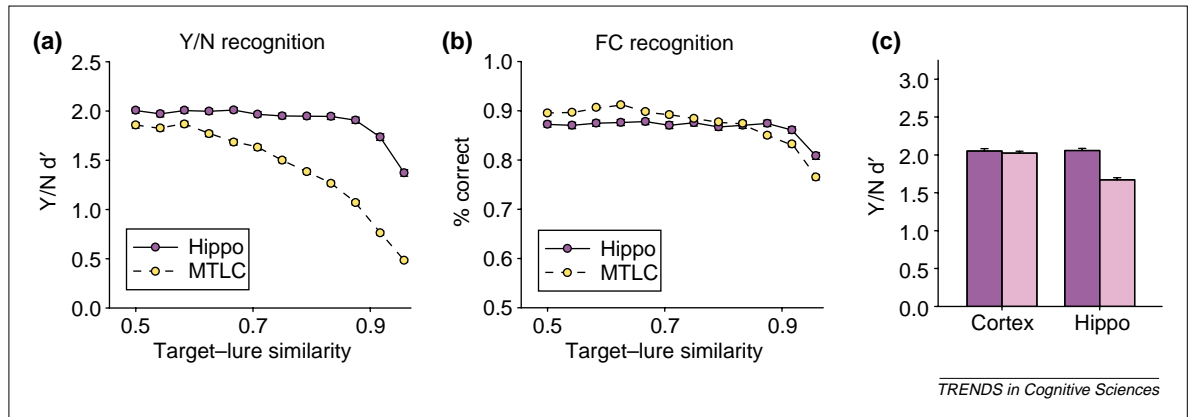 (a)
Y/N recognition
2.5
2.0
1.5
1.0
0.5
0.0
Y/N d′
Hippo
MTLC
0.5 0.7 0.9
Target–lure similarity
(b)
FC recognition
1.0
0.9
0.8
0.7
0.6
0.5
% correct
Hippo
MTLC
0.5 0.7 0.9
Target–lure similarity
(c)
3.0
2.5
2.0
1.5
1.0
0.5
0.0
Y/N d′
Cortex Hippo
TRENDS in Cognitive Sciences